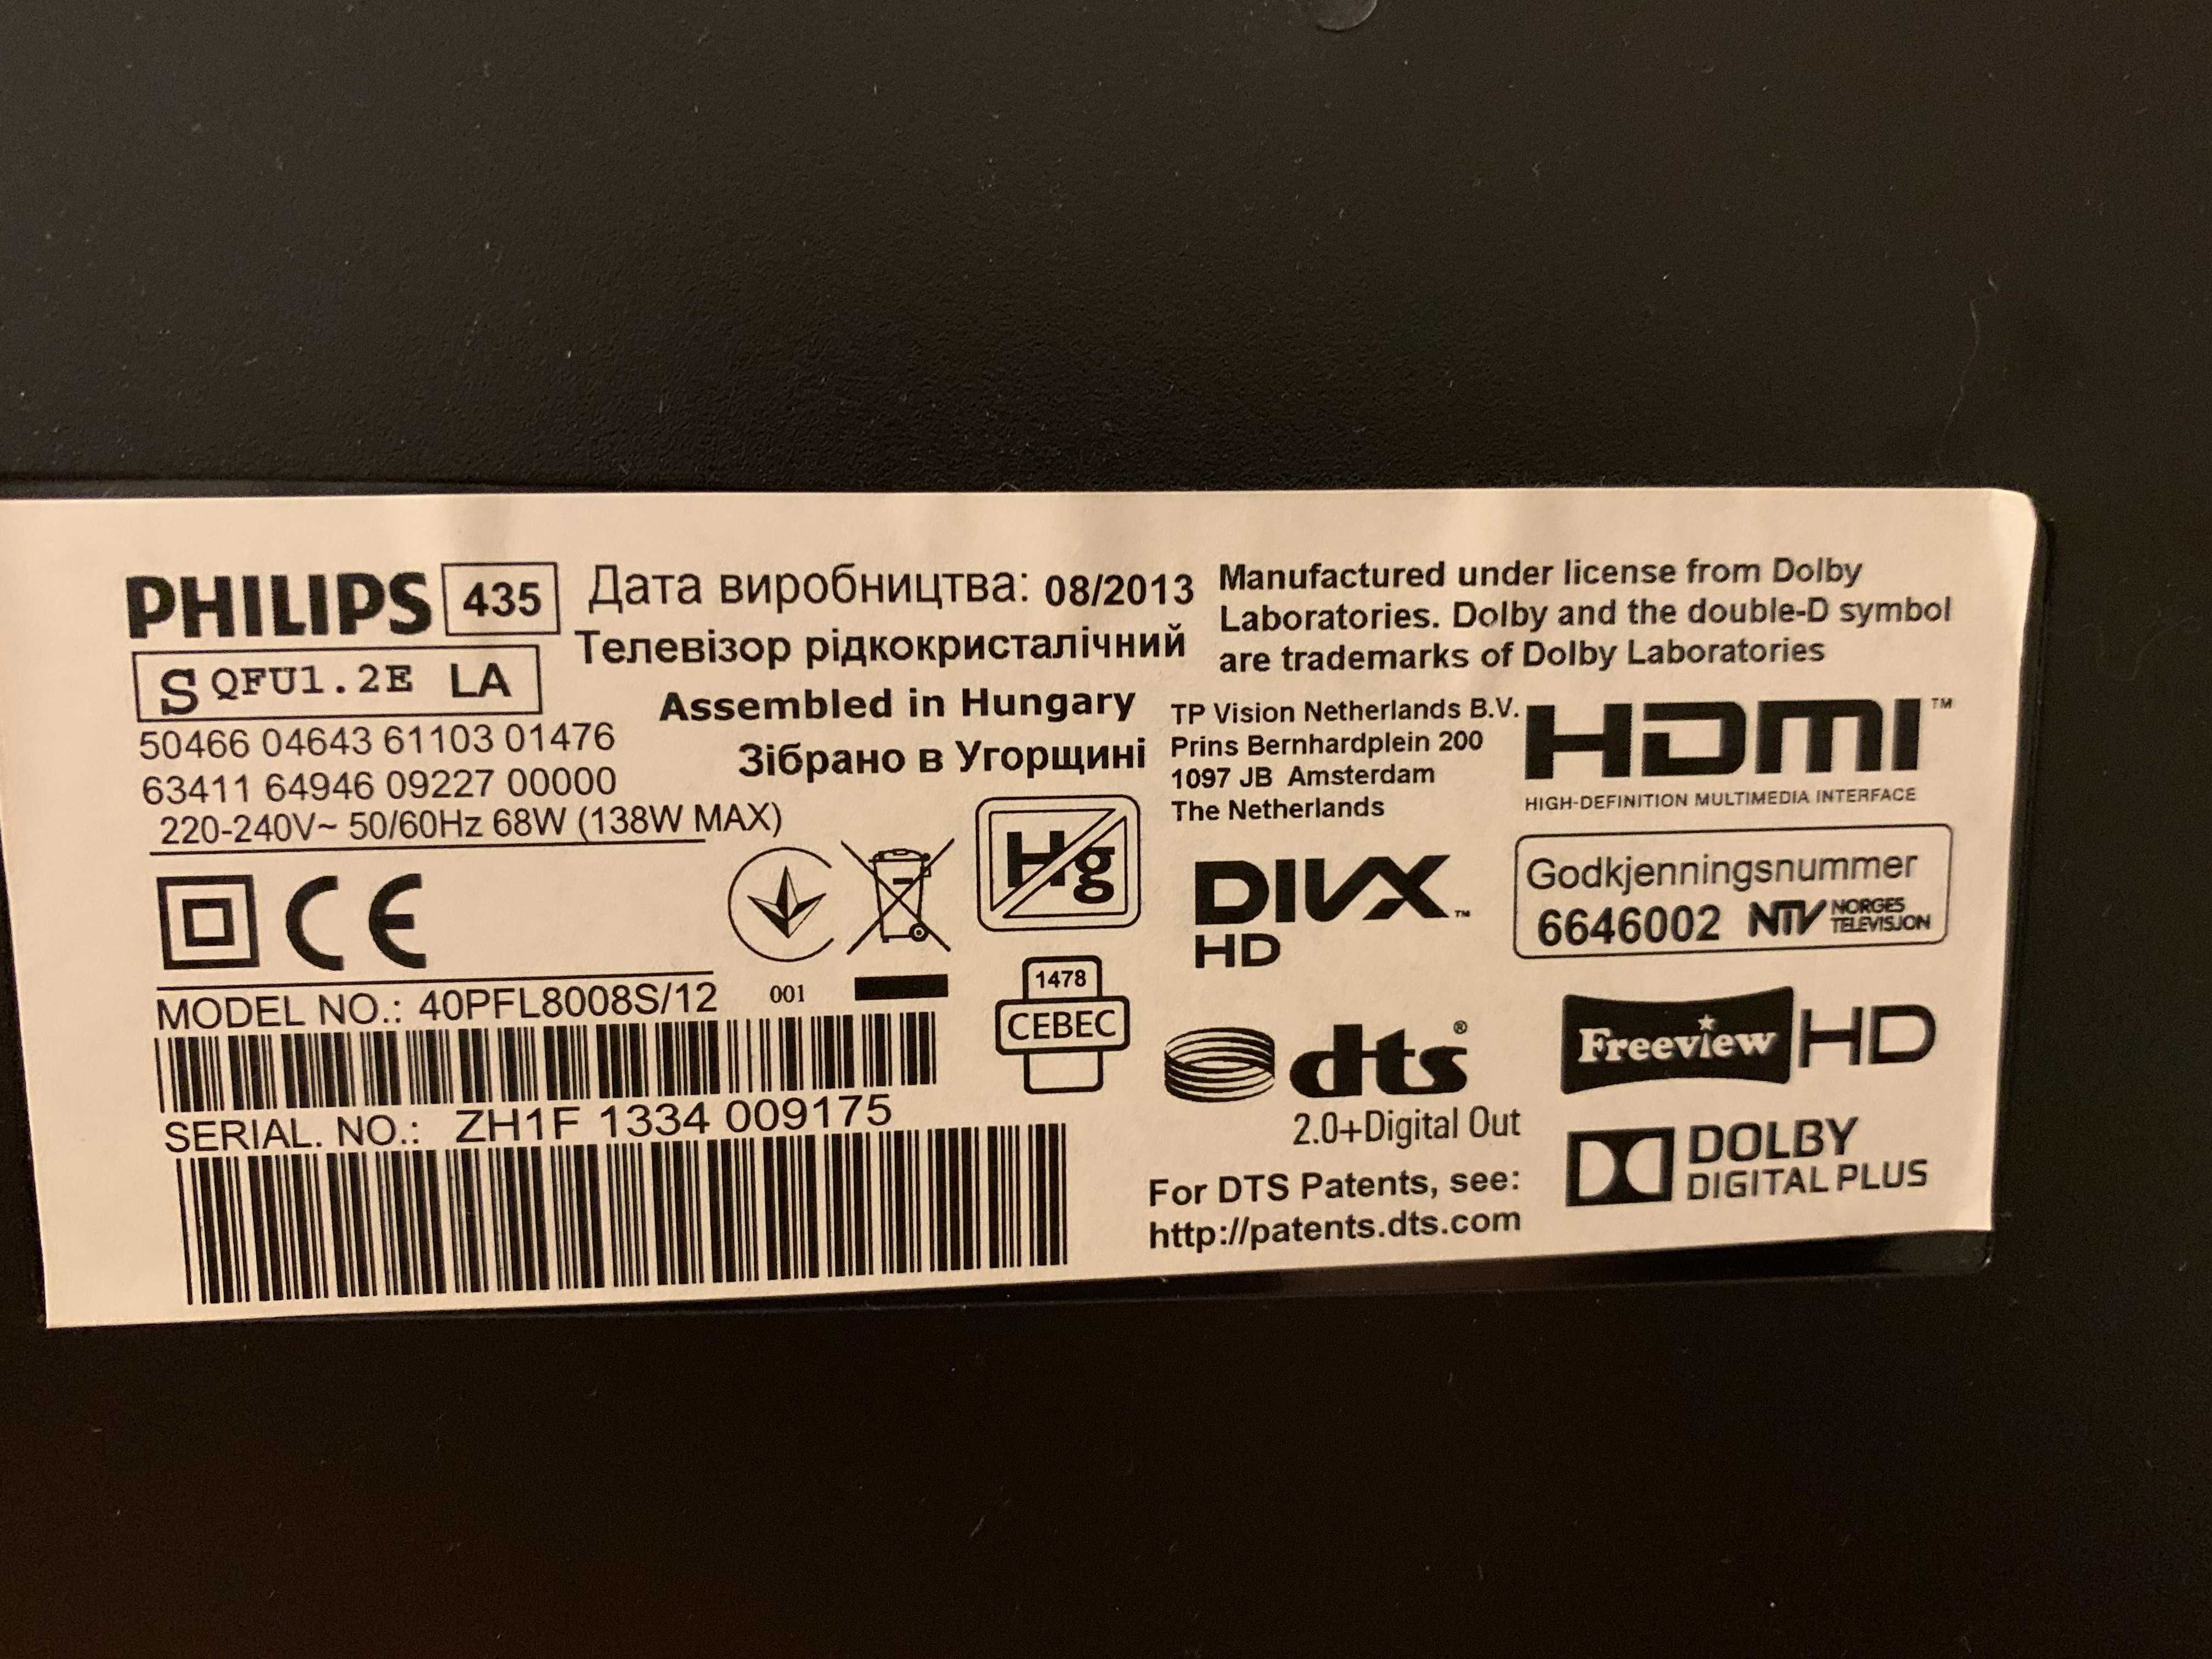 PHILIPS 435
S QFU1.2E LA
50466 04643 61103 01476
63411 64946 09227 00000
220-240V~ 50/60Hz 68W (138W MAX)
Дата виробництва: 08/2013
Телевізор рідкокристалічний
Assembled in Hungary
Зібрано в Угорщині
Manufactured under license from Dolby
Laboratories. Dolby and the double-D symbol
are trademarks of Dolby Laboratories
TP Vision Netherlands B.V.
Prins Bernhardplein 200
1097 JB Amsterdam
The Netherlands
HDMI™
HIGH-DEFINITION MULTIMEDIA INTERFACE
CE
Hg
DIVX™
HD
Godkjenningsnummer
6646002 NTV NORGES
TELEVISJON
MODEL NO.: 40PFL8008S/12 001
1478
CEBEC
SERIAL. NO.: ZH1F 1334 009175
dts®
2.0+Digital Out
For DTS Patents, see:
http://patents.dts.com
Freeview HD
DOLBY
DIGITAL PLUS